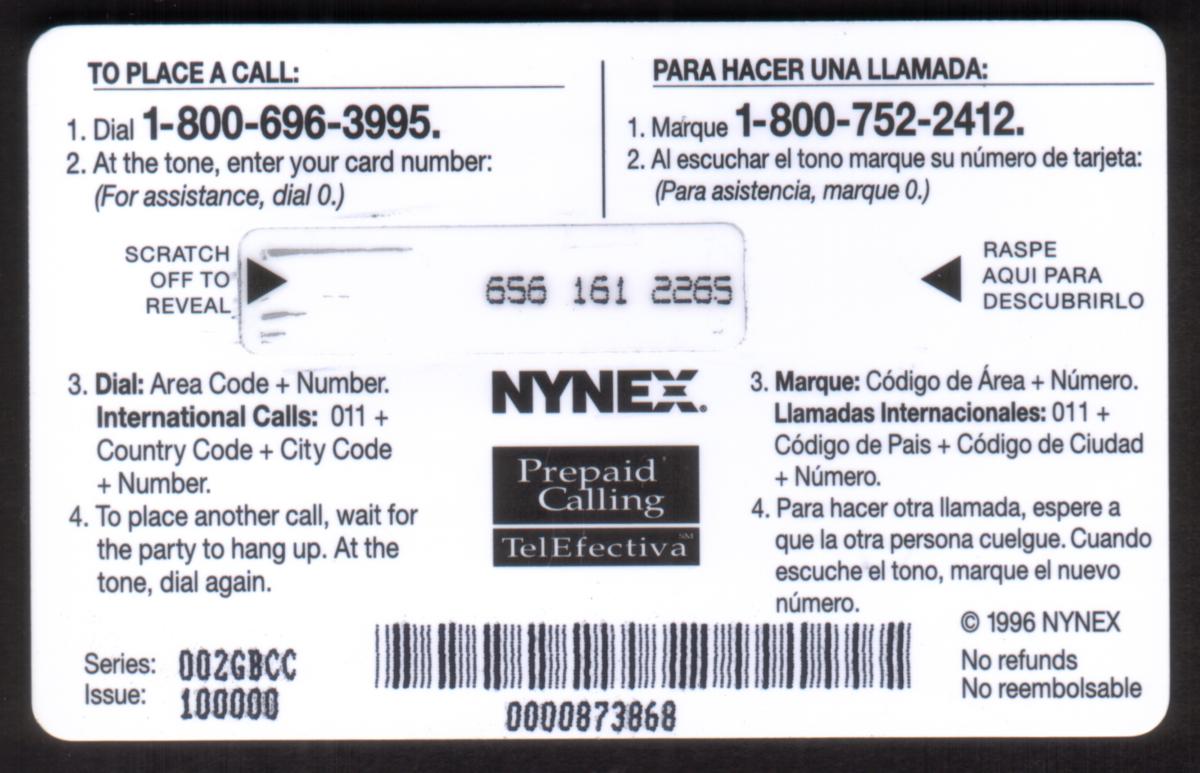 TO PLACE A CALL:
1. Dial 1-800-696-3995.
2. At the tone, enter your card number:
(For assistance, dial 0.)
PARA HACER UNA LLAMADA:
1. Marque 1-800-752-2412.
2. Al escuchar el tono marque su número de tarjeta:
(Para asistencia, marque 0.)
SCRATCH
OFF TO
REVEAL
656 161 2265
RASPE
AQUI PARA
DESCUBRIRLO
3. Dial: Area Code + Number.
International Calls: 011 +
Country Code + City Code
+ Number.
4. To place another call, wait for
the party to hang up. At the
tone, dial again.
NYNEX.
Prepaid
Calling
TelEfectiva SM
3. Marque: Código de Área + Número.
Llamadas Internacionales: 011 +
Código de Pais + Código de Ciudad
+ Número.
4. Para hacer otra llamada, espere a
que la otra persona cuelgue. Cuando
escuche el tono, marque el nuevo
número.
Series: 002GBCC
Issue: 100000
0000873868
© 1996 NYNEX
No refunds
No reembolsable